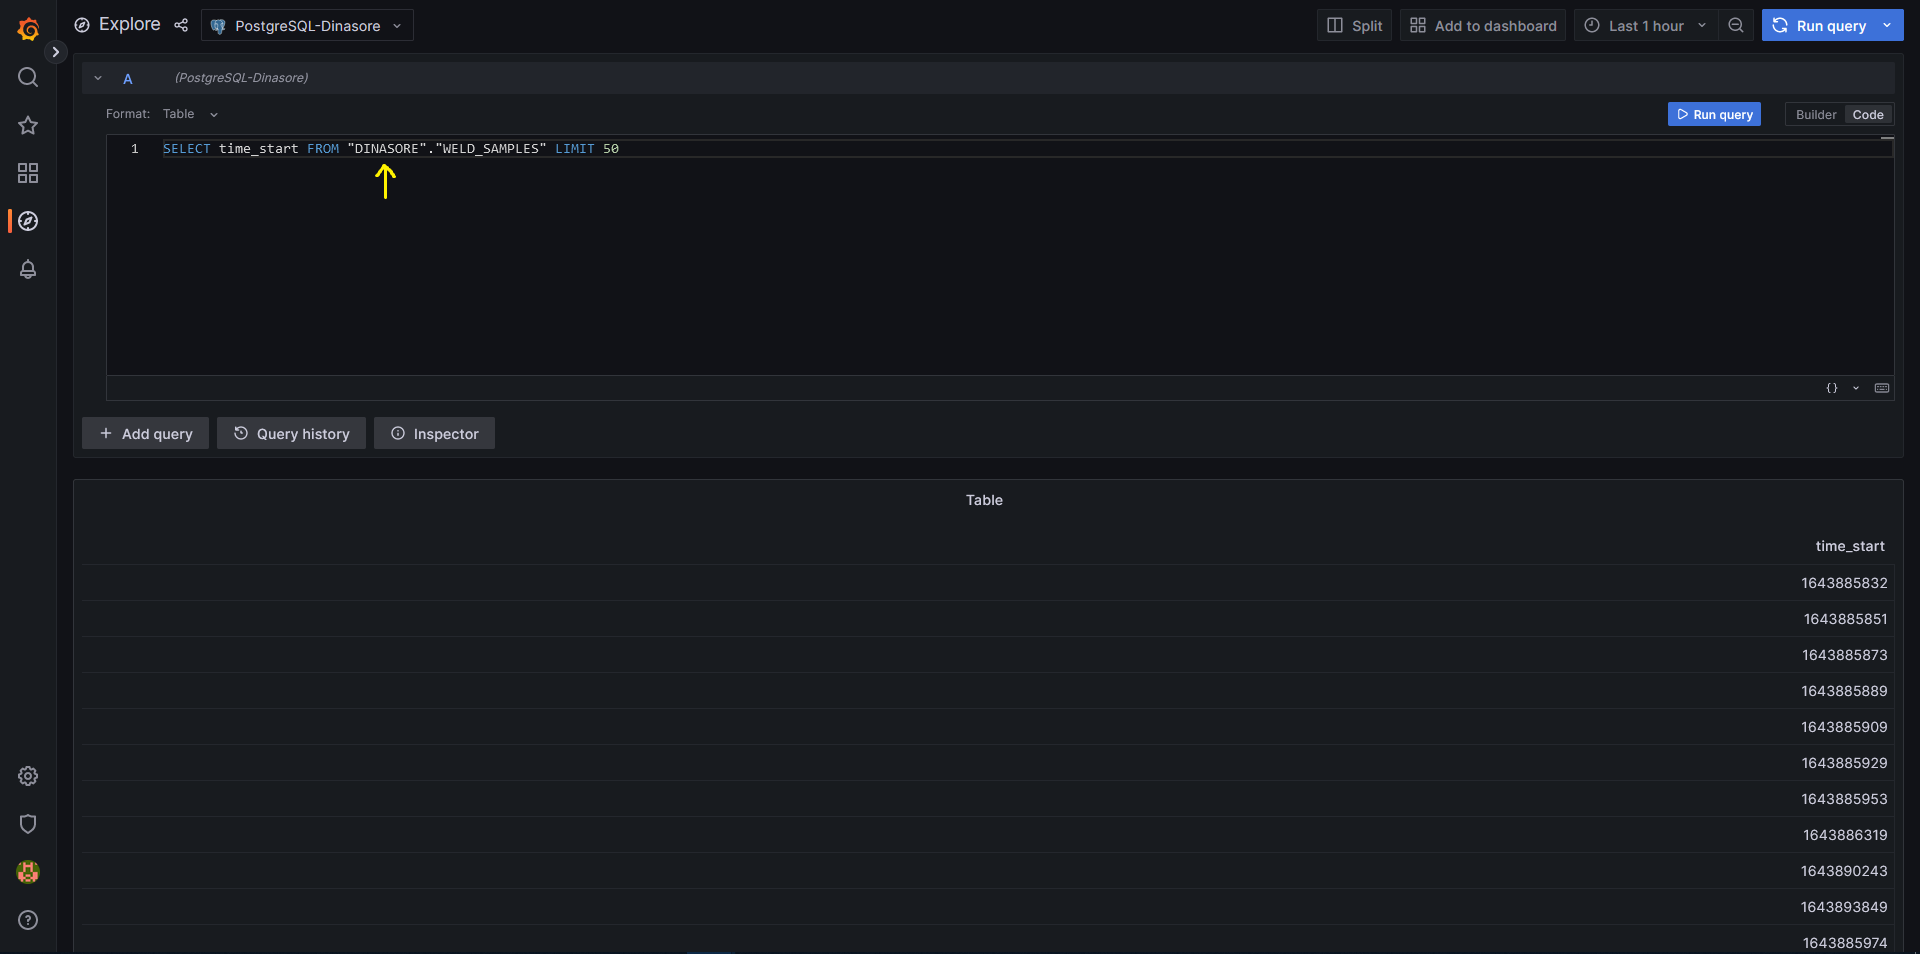 Explore PostgreSQL-Dinasore Split Add to dashboard Last 1 hour Run query
A (PostgreSQL-Dinasore)
Format: Table Run query Builder Code
1 SELECT time_start FROM "DINASORE"."WELD_SAMPLES" LIMIT 50
{}
Add query Query history Inspector
Table
time_start
1643885832
1643885851
1643885873
1643885889
1643885909
1643885929
1643885953
1643886319
1643890243
1643893849
1643885974